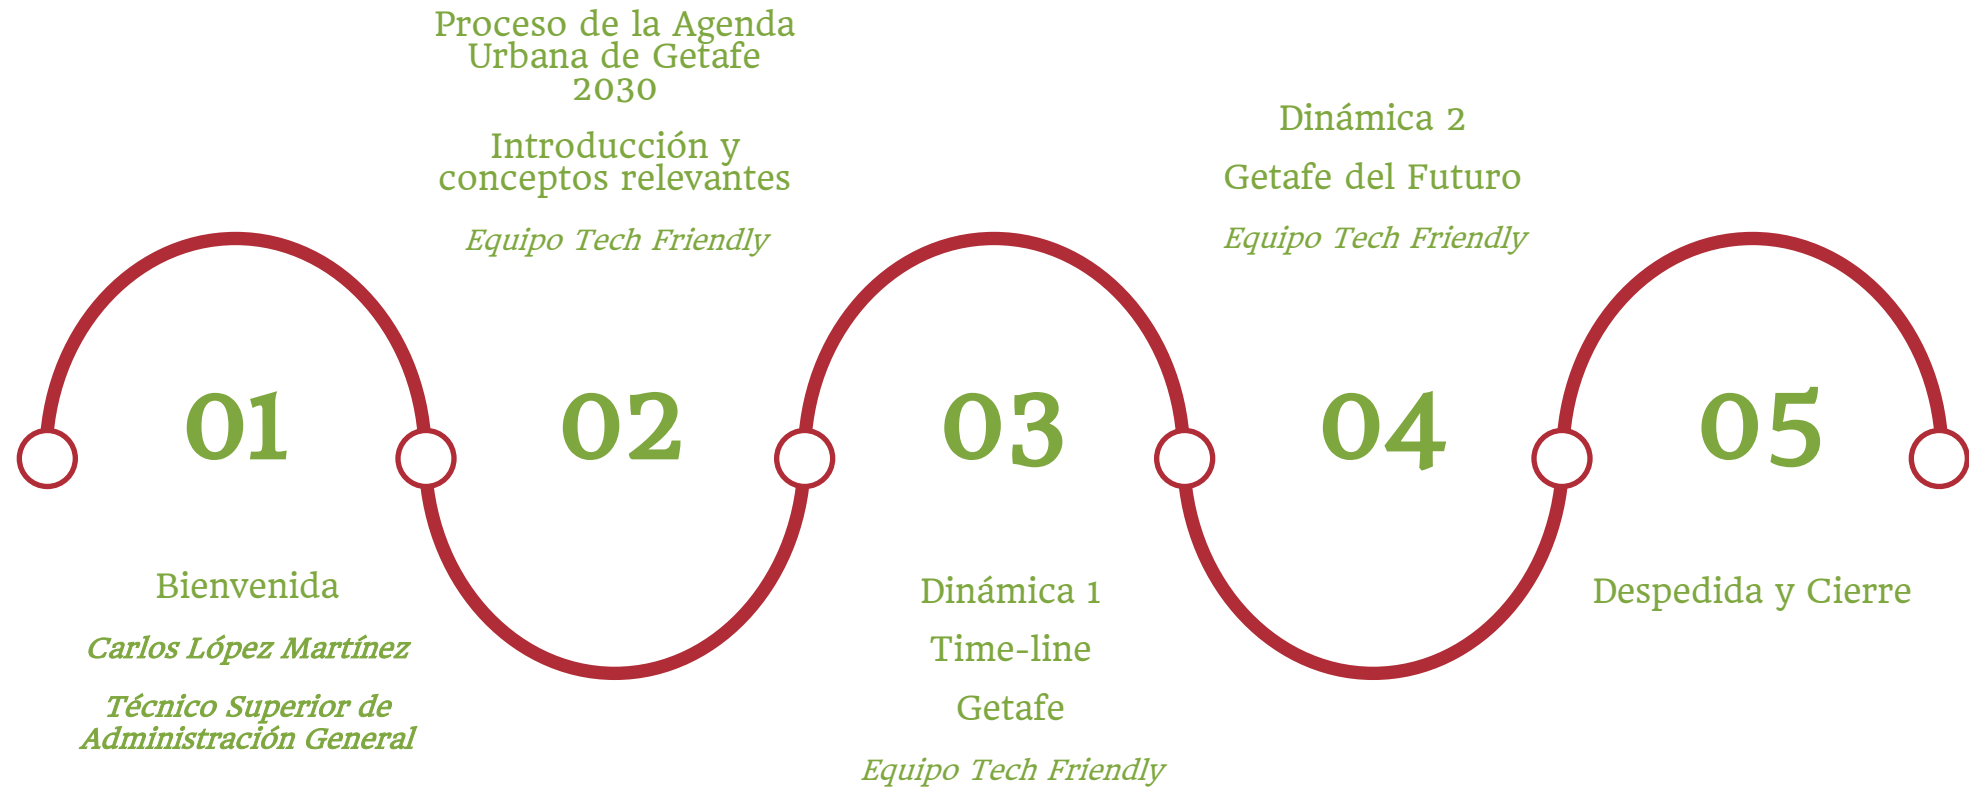 01
Bienvenida
Carlos López Martínez
Técnico Superior de
Administración General
Proceso de la Agenda
Urbana de Getafe
2030
Introducción y
conceptos relevantes
Equipo Tech Friendly
02
03
Dinámica 1
Time-line
Getafe
Equipo Tech Friendly
Dinámica 2
Getafe del Futuro
Equipo Tech Friendly
04
05
Despedida y Cierre